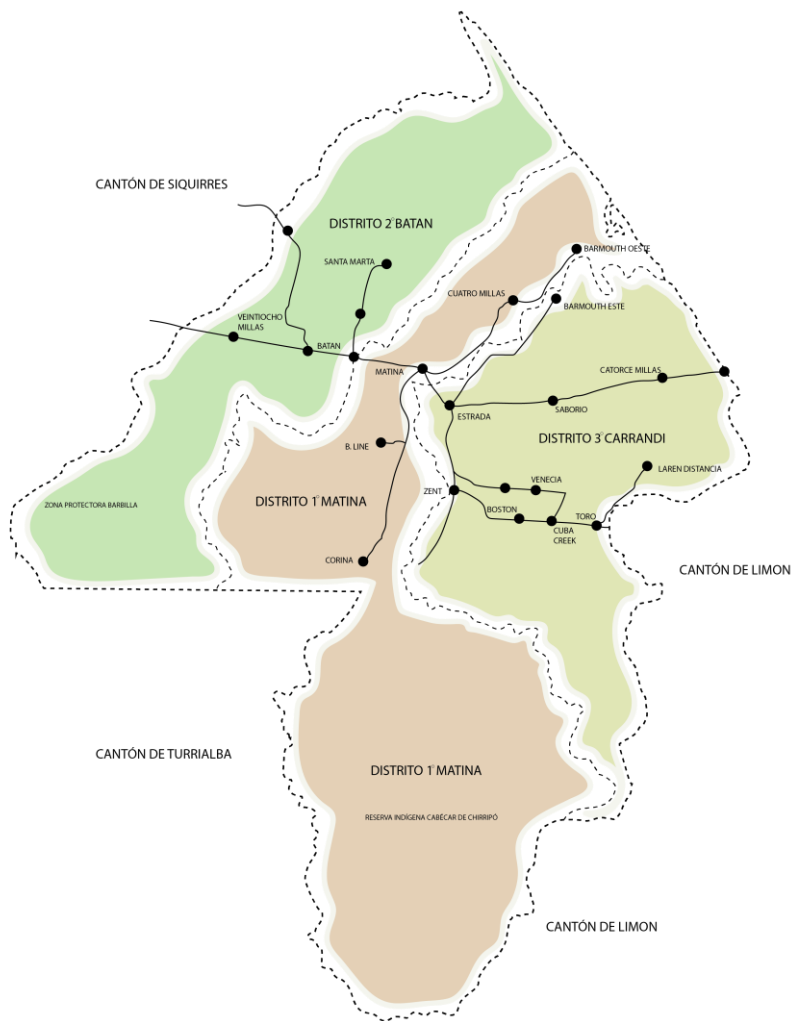 CANTÓN DE SIQUIRRES
DISTRITO 2° BATAN
BARMOUTH OESTE
SANTA MARTA
CUATRO MILLAS
BARMOUTH ESTE
VEINTIOCHO
MILLAS
BATAN
MATINA
CATORCE MILLAS
SABORIO
ESTRADA
DISTRITO 3° CARRANDI
B. LINE
LAREN DISTANCIA
VENECIA
ZENT
DISTRITO 1° MATINA
ZONA PROTECTORA BARBILLA
BOSTON
TORO
CUBA
CREEK
CORINA
CANTÓN DE LIMON
CANTÓN DE TURRIALBA
DISTRITO 1° MATINA
RESERVA INDÍGENA CABÉCAR DE CHIRRIPÓ
CANTÓN DE LIMON